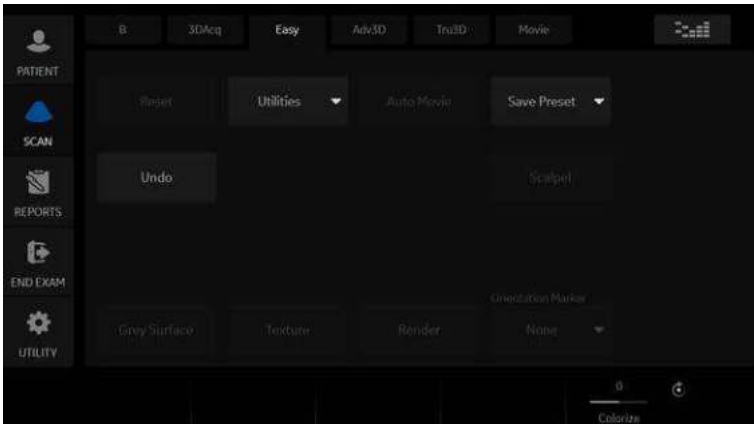 B 3DAcq Easy Adv3D Tru3D Movie
PATIENT
Reset Utilities Auto Movie Save Preset
SCAN
Undo Scalpel
REPORTS
END EXAM
Orientation Marker
Grey Surface Texture Render None
UTILITY
0
Colorize